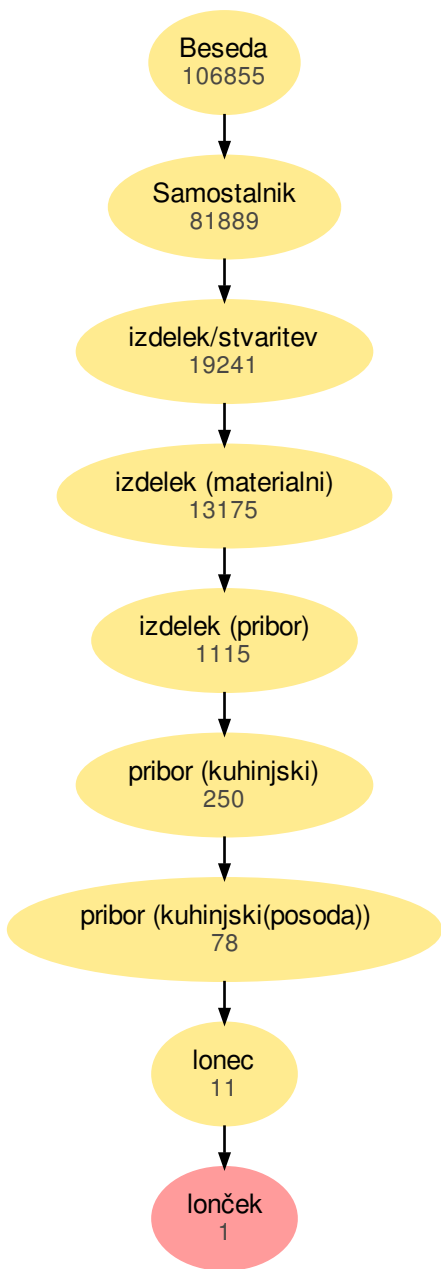 Beseda
106855
Samostalnik
81889
izdelek/stvaritev
19241
izdelek (materialni)
13175
izdelek (pribor)
1115
pribor (kuhinjski)
250
pribor (kuhinjski(posoda))
78
lonec
11
lonček
1